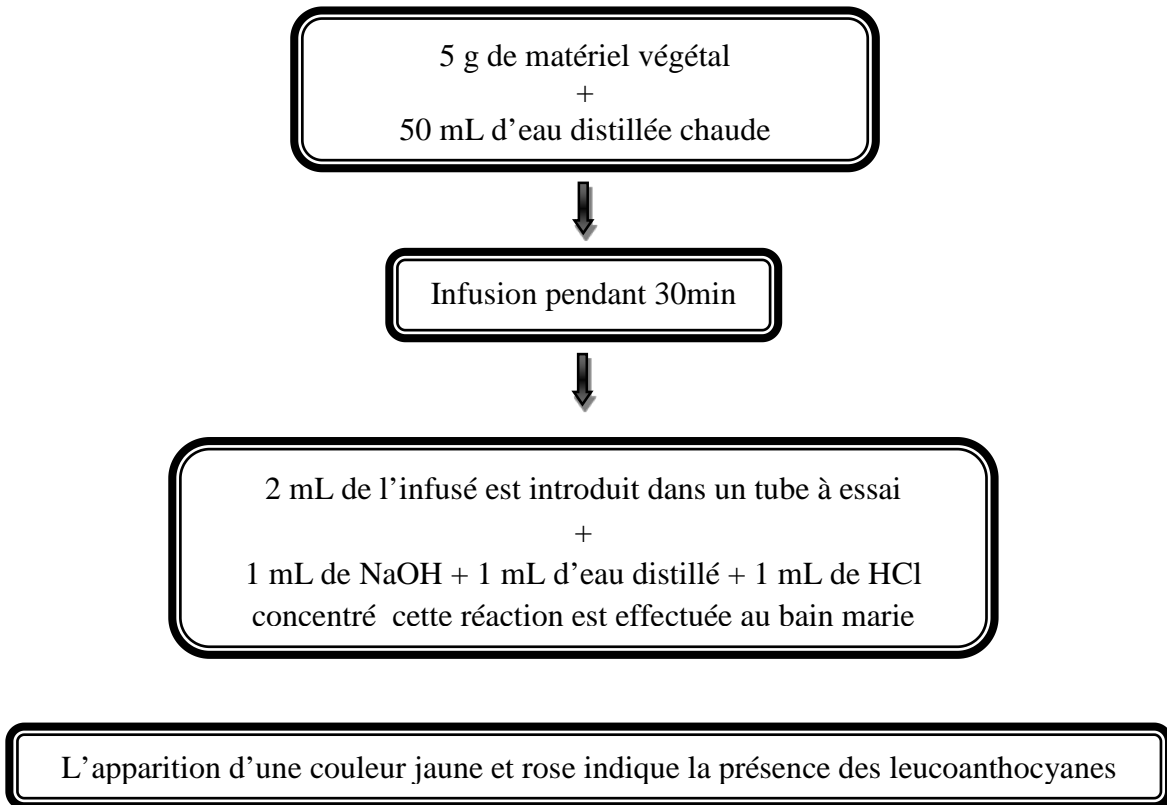 5 g de matériel végétal
+
50 mL d’eau distillée chaude
Infusion pendant 30min
2 mL de l’infusé est introduit dans un tube à essai
+
1 mL de NaOH + 1 mL d’eau distillé + 1 mL de HCl
concentré  cette réaction est effectuée au bain marie
L’apparition d’une couleur jaune et rose indique la présence des leucoanthocyanes